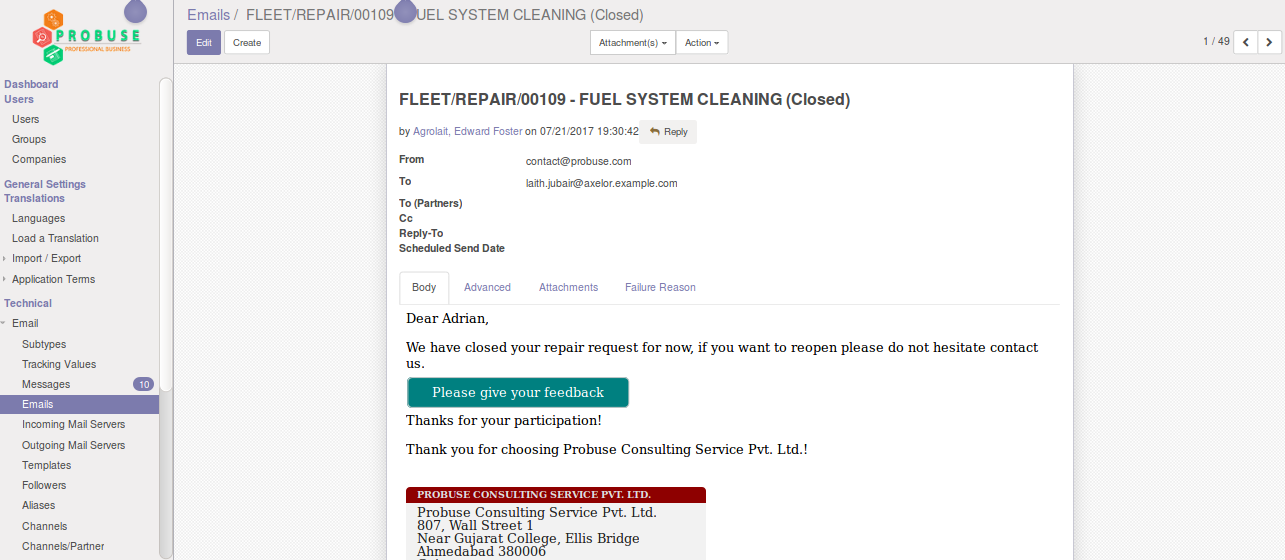 PROBUSE
PROFESSIONAL BUSINESS
Dashboard
Users
Users
Groups
Companies
General Settings
Translations
Languages
Load a Translation
Import / Export
Application Terms
Technical
Email
Subtypes
Tracking Values
Messages 10
Emails
Incoming Mail Servers
Outgoing Mail Servers
Templates
Followers
Aliases
Channels
Channels/Partner
Emails / FLEET/REPAIR/00109 FUEL SYSTEM CLEANING (Closed)
Edit Create Attachment(s) Action 1 / 49
FLEET/REPAIR/00109 - FUEL SYSTEM CLEANING (Closed)
by Agrolait, Edward Foster on 07/21/2017 19:30:42 Reply
From contact@probuse.com
To laith.jubair@axelor.example.com
To (Partners)
Cc
Reply-To
Scheduled Send Date
Body Advanced Attachments Failure Reason
Dear Adrian,
We have closed your repair request for now, if you want to reopen please do not hesitate contact
us.
Please give your feedback
Thanks for your participation!
Thank you for choosing Probuse Consulting Service Pvt. Ltd.!
PROBUSE CONSULTING SERVICE PVT. LTD.
Probuse Consulting Service Pvt. Ltd.
807, Wall Street 1
Near Gujarat College, Ellis Bridge
Ahmedabad 380006